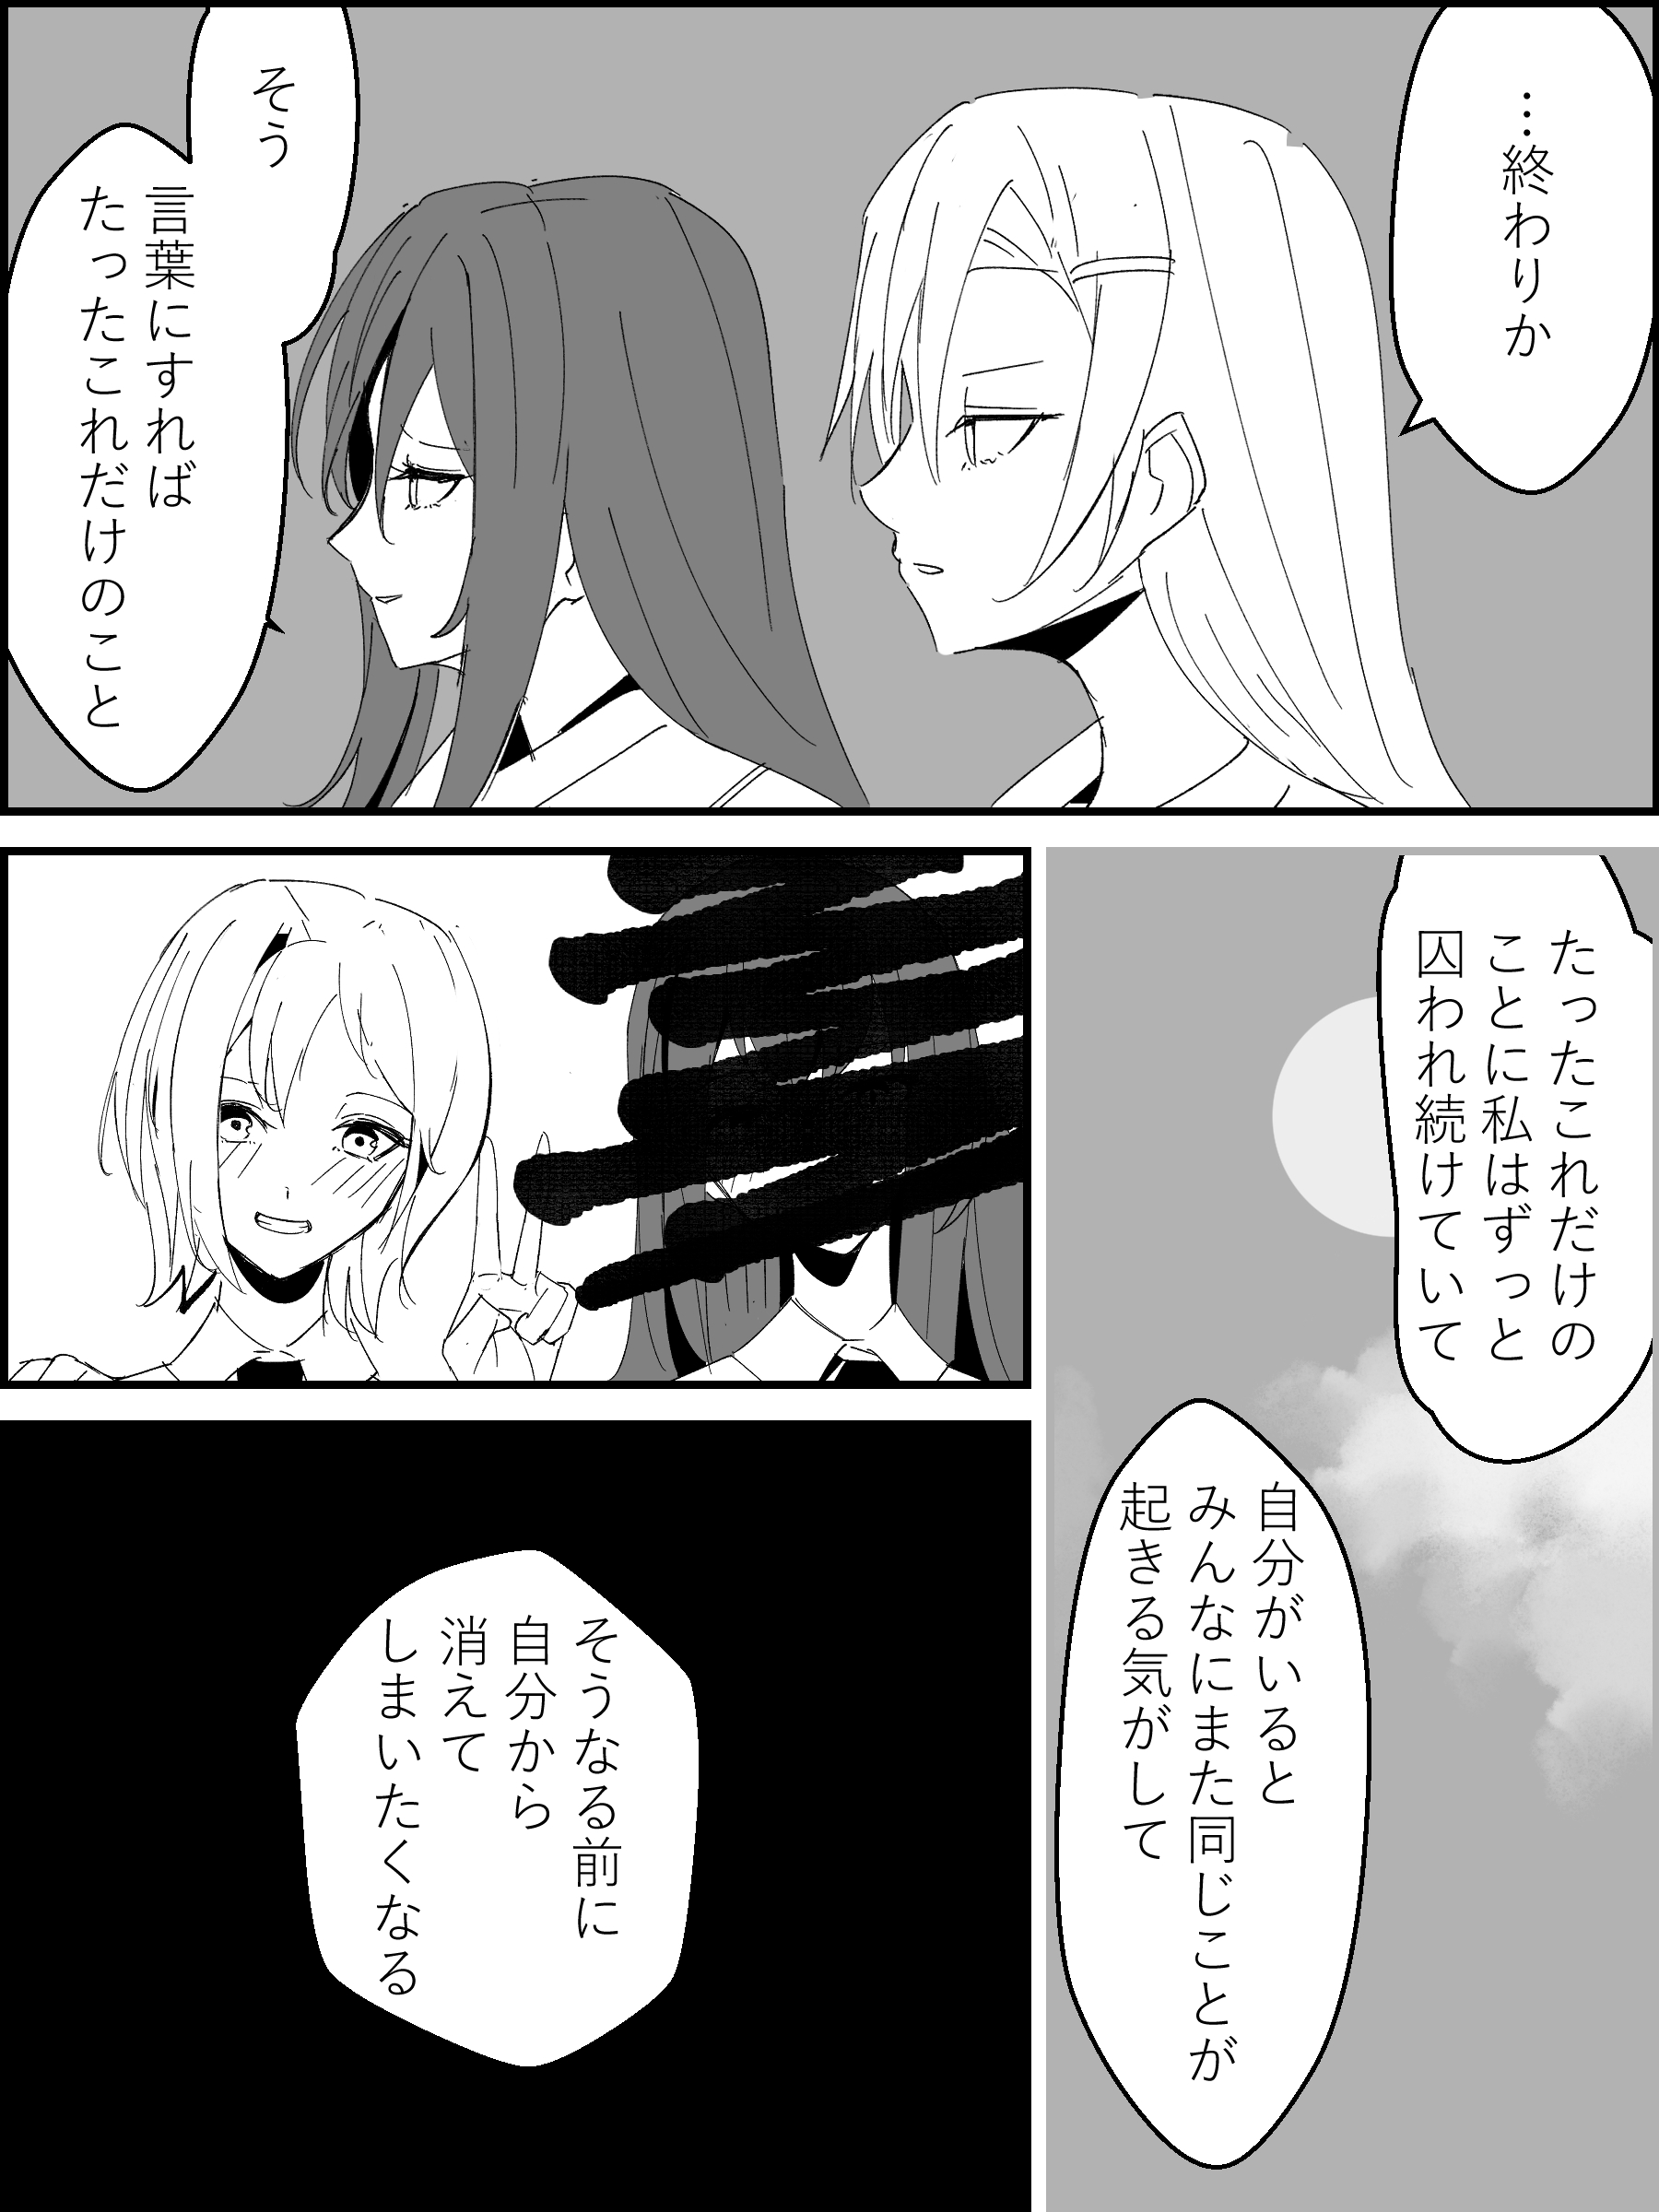 …終わりか
そう
言葉にすれば
たったこれだけのこと
たったこれだけの
ことに私はずっと
囚われ続けていて
自分がいると
みんなにまた同じことが
起きる気がして
そうなる前に
自分から
消えて
しまいたくなる